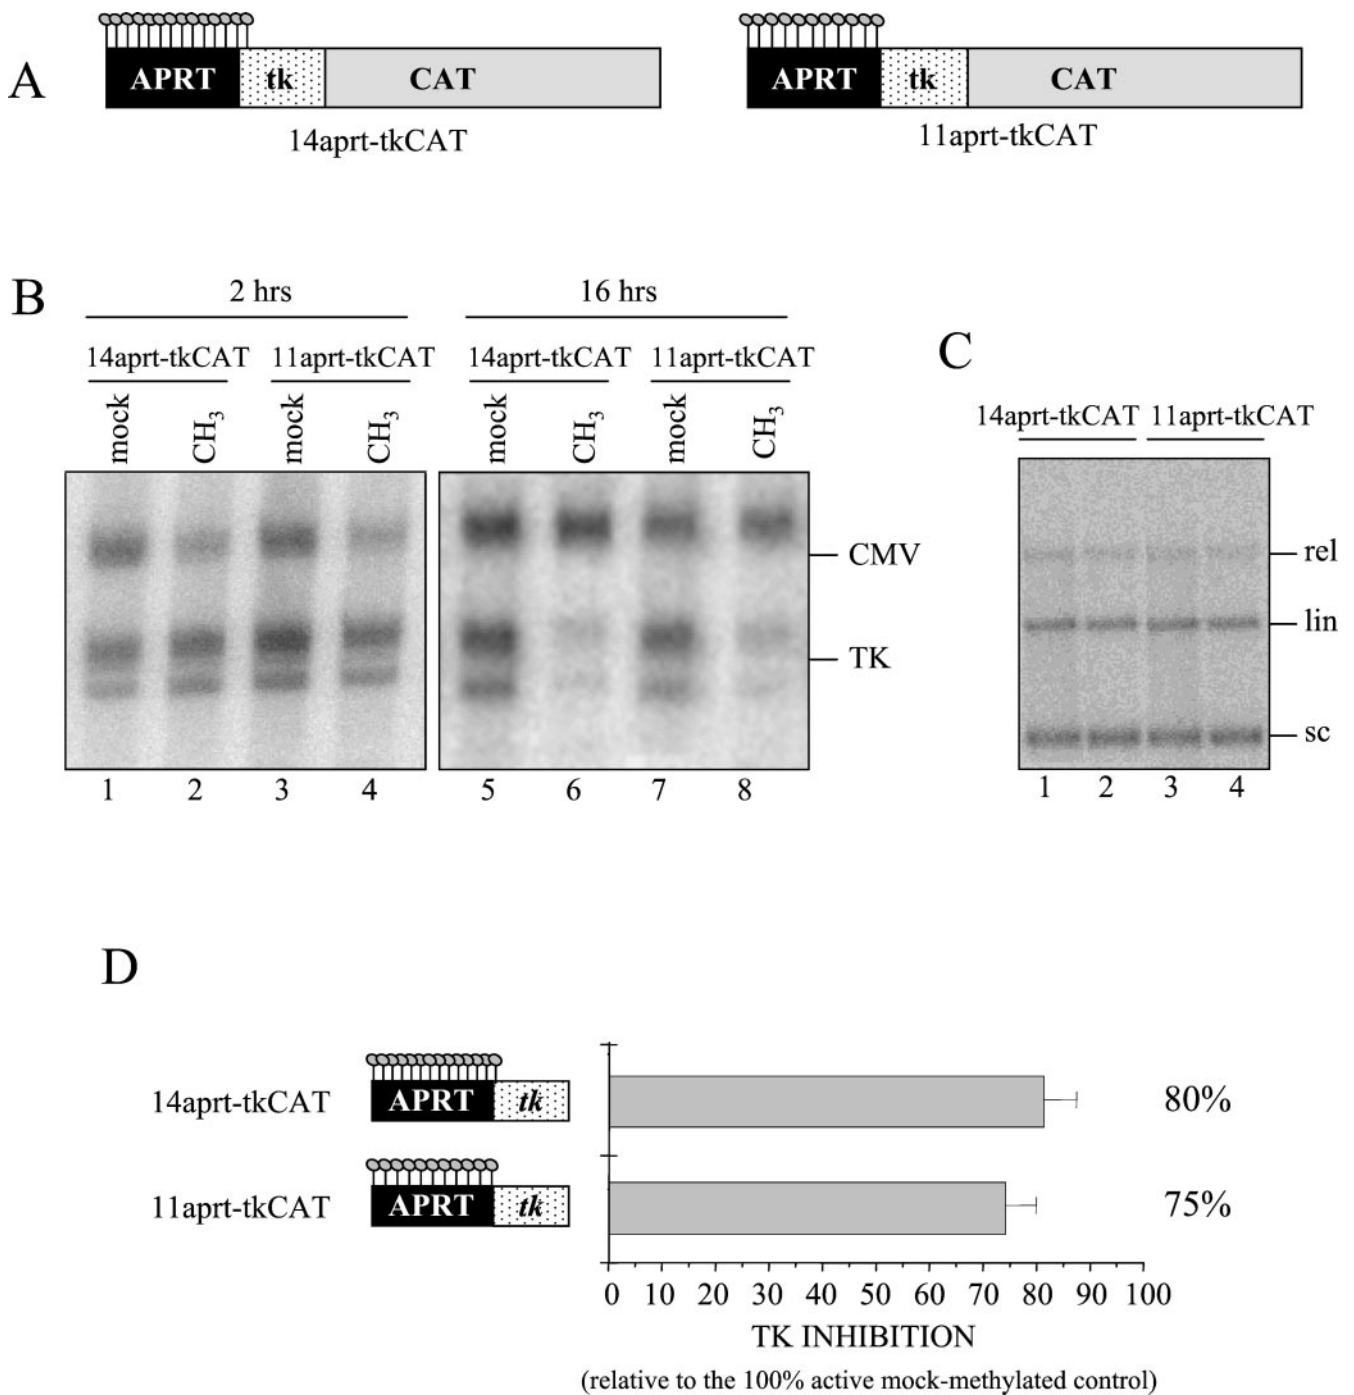 A
APRT tk CAT
14aprt-tkCAT
APRT tk CAT
11aprt-tkCAT
B
2 hrs
16 hrs
14aprt-tkCAT 11aprt-tkCAT
14aprt-tkCAT 11aprt-tkCAT
mock CH3 mock CH3
mock CH3 mock CH3
CMV
TK
1 2 3 4
5 6 7 8
C
14aprt-tkCAT 11aprt-tkCAT
rel
lin
sc
1 2 3 4
D
14aprt-tkCAT APRT tk 80%
11aprt-tkCAT APRT tk 75%
0 10 20 30 40 50 60 70 80 90 100
TK INHIBITION
(relative to the 100% active mock-methylated control)